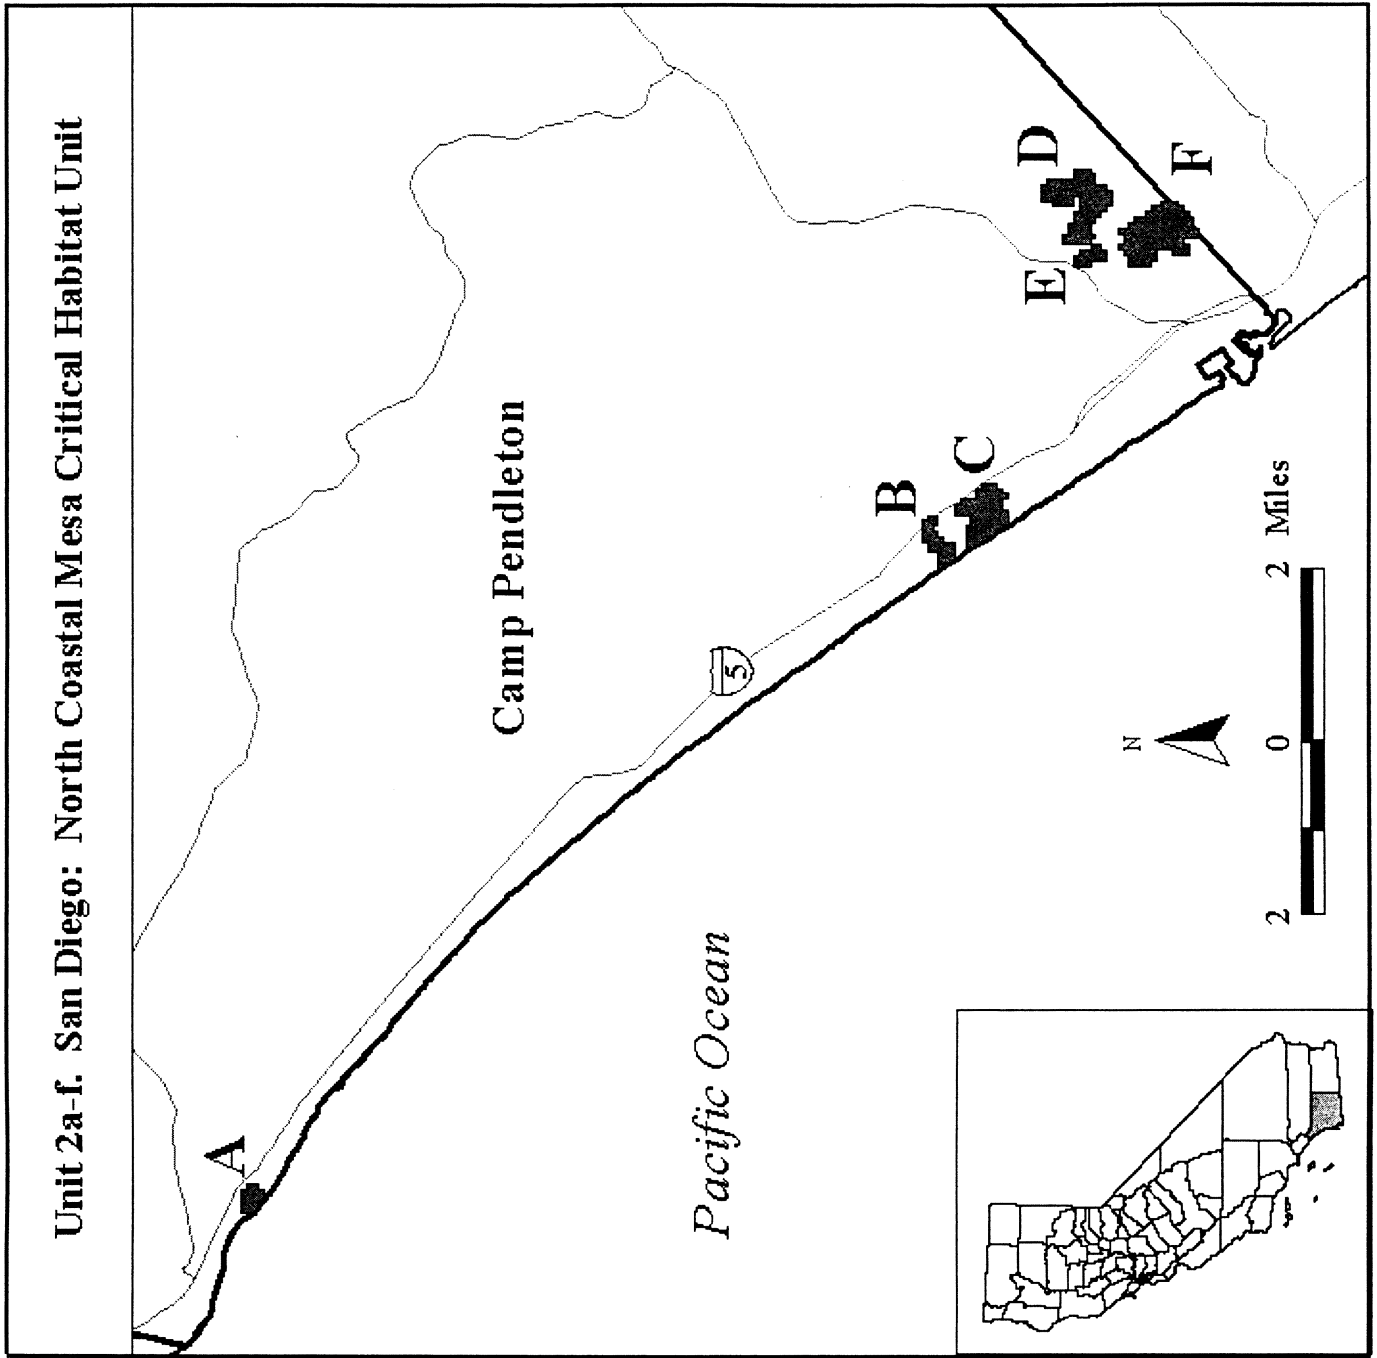 Unit 2a-f. San Diego: North Coastal Mesa Critical Habitat Unit
A
Camp Pendleton
5
B
C
D
E
F
Pacific Ocean
N
2 0 2 Miles